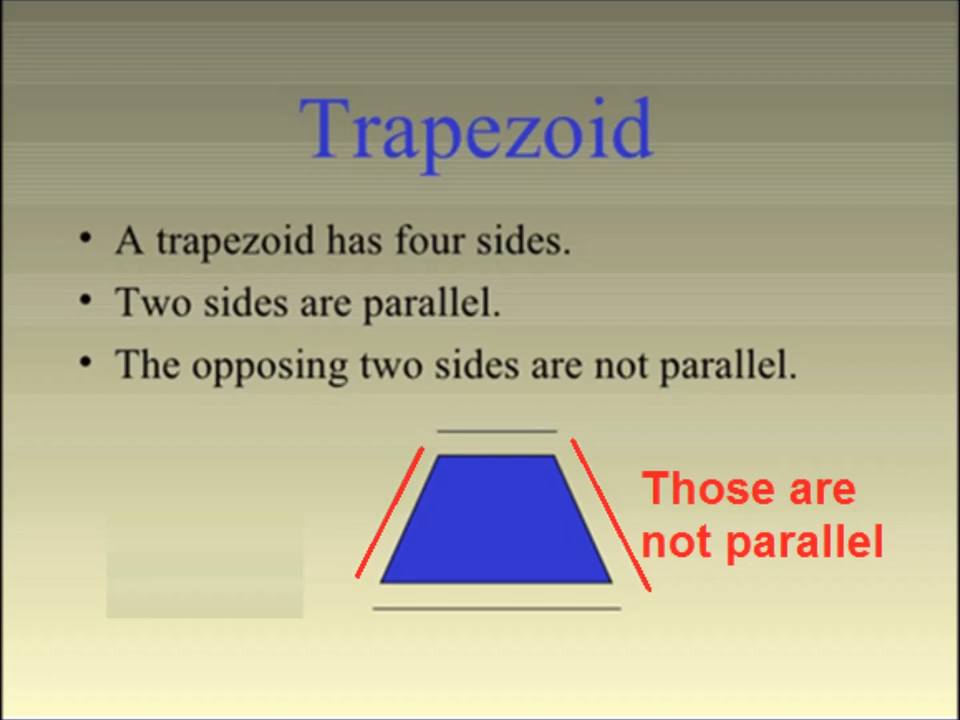 Trapezoid
• A trapezoid has four sides.
• Two sides are parallel.
• The opposing two sides are not parallel.
Those are
not parallel